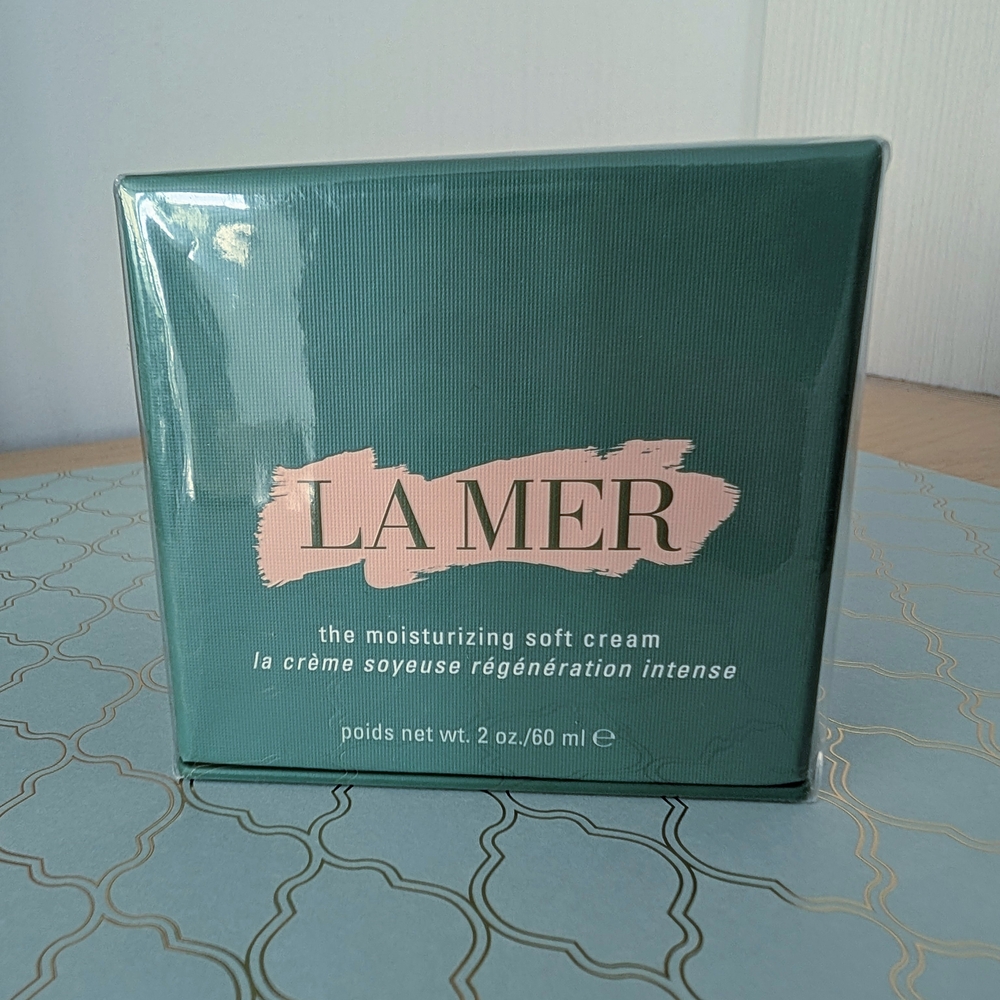 LA MER
the moisturizing soft cream
la crème soyeuse régénération intense
poids net wt. 2 oz./60 ml ℮